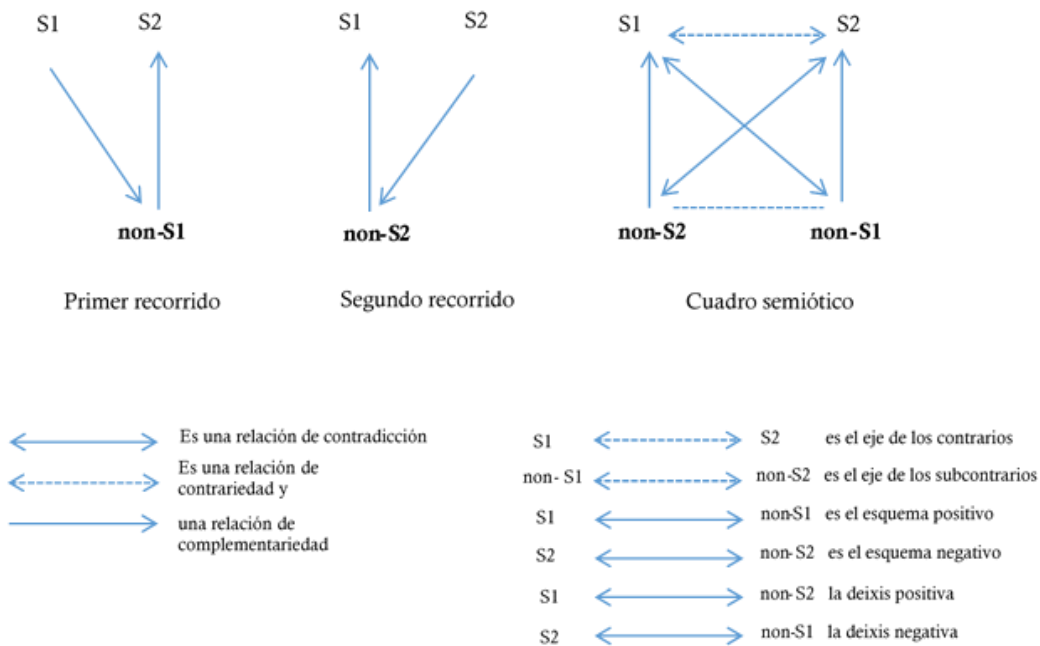 S1 S2 S1 S2 S1 S2
non-S1 non-S2 non-S2 non-S1
Primer recorrido Segundo recorrido Cuadro semiótico
Es una relación de contradicción
Es una relación de
contrariedad y
una relación de
complementariedad
S1 S2 es el eje de los contrarios
non- S1 non-S2 es el eje de los subcontrarios
S1 non-S1 es el esquema positivo
S2 non- S2 es el esquema negativo
S1 non- S2 la deixis positiva
S2 non-S1 la deixis negativa